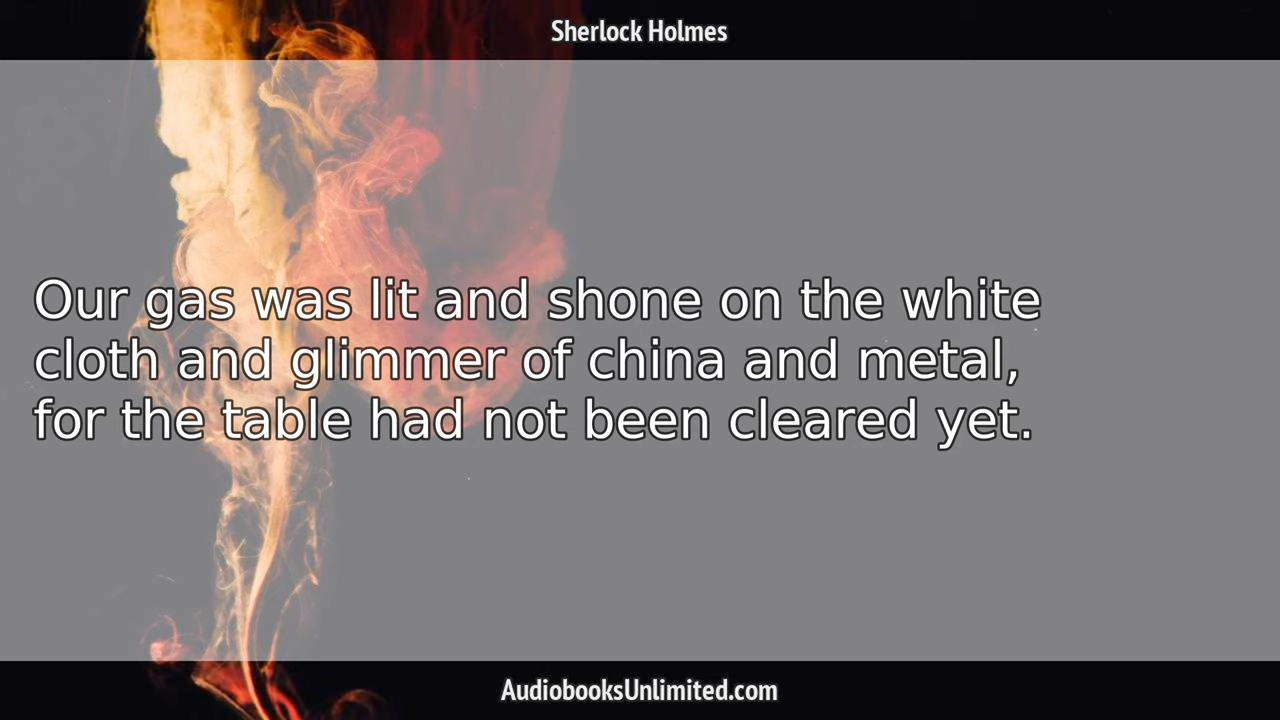 Sherlock Holmes
Our gas was lit and shone on the white
cloth and glimmer of china and metal,
for the table had not been cleared yet.
AudiobooksUnlimited.com